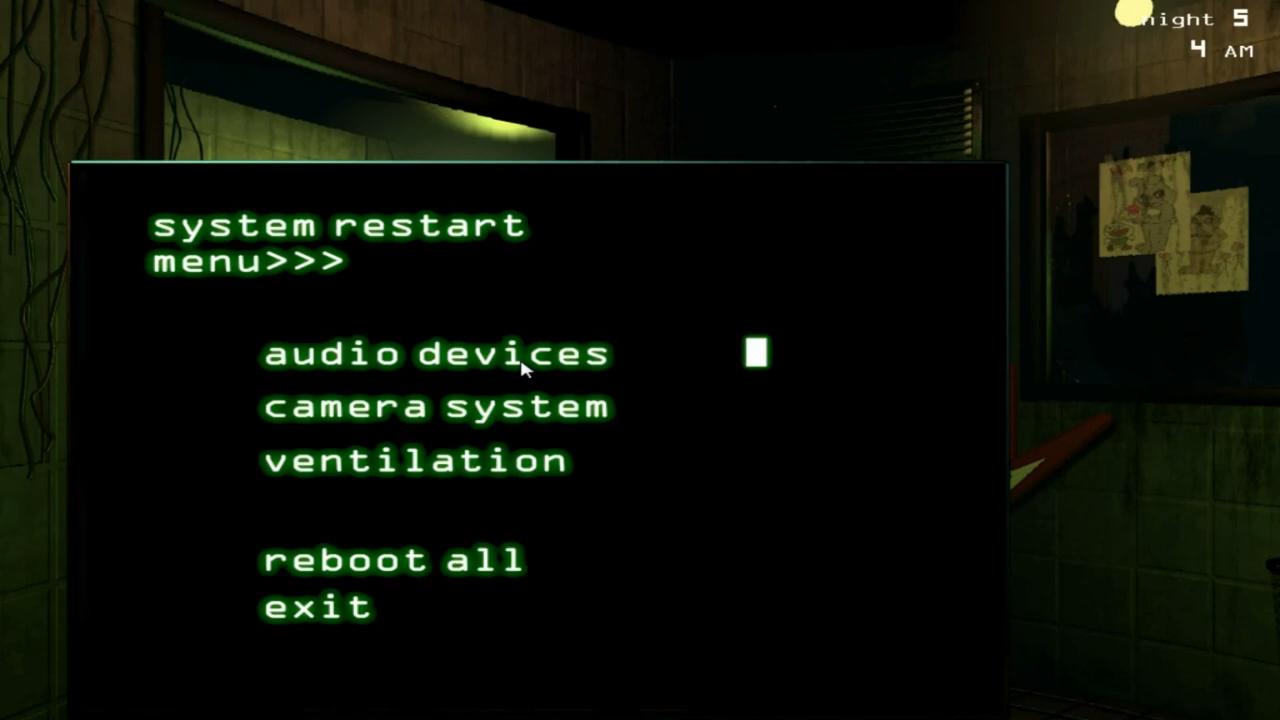 night 5
4 AM
system restart
menu>>>
audio devices
camera system
ventilation
reboot all
exit